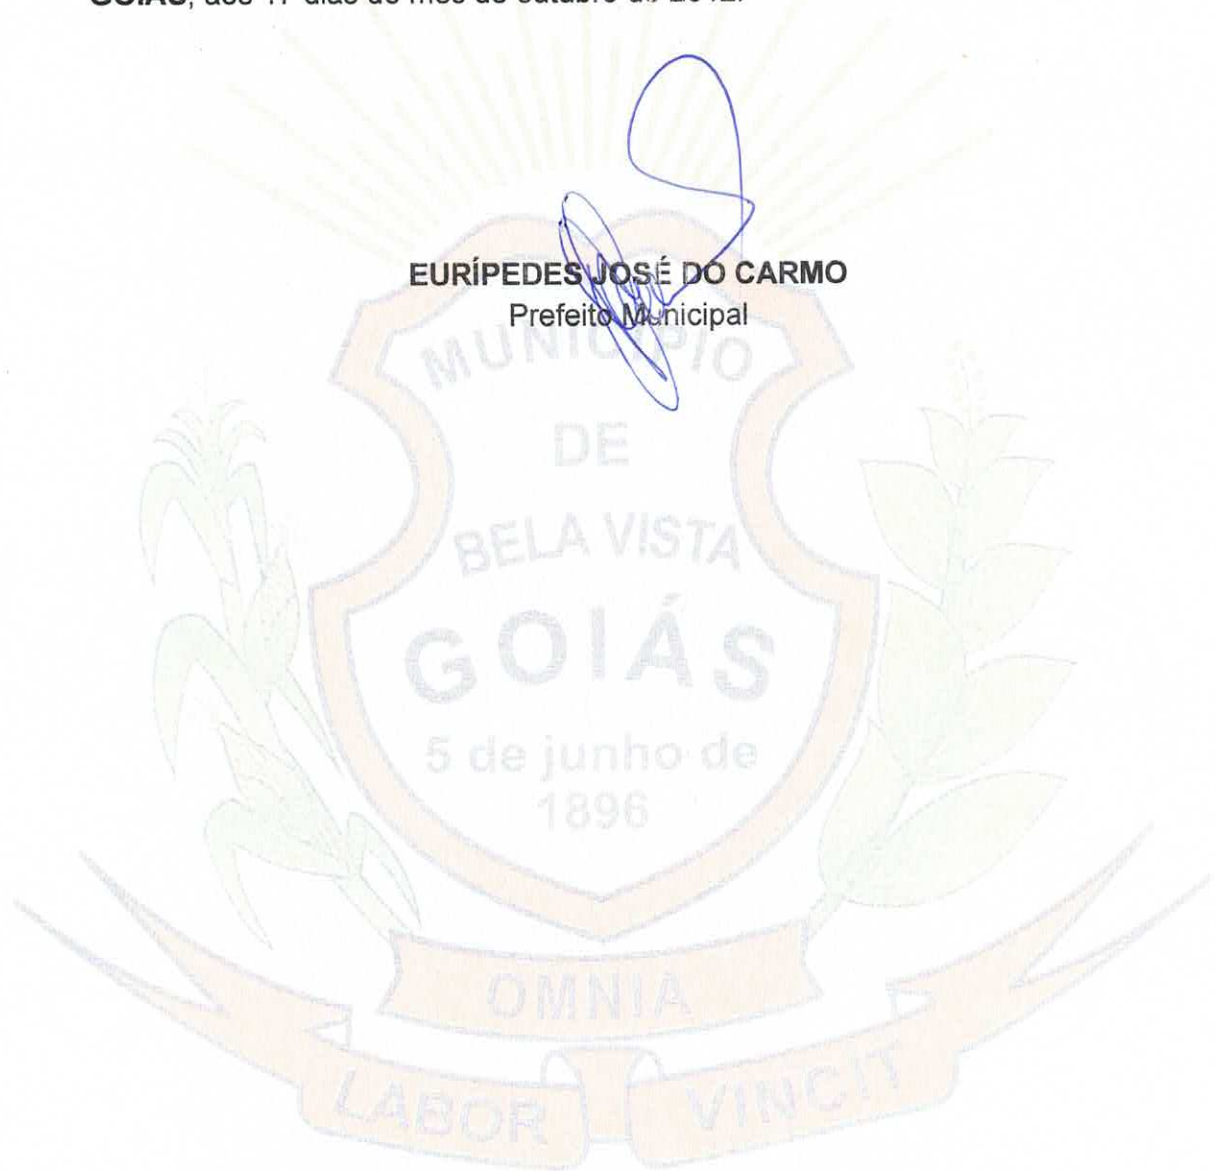 GOIÁS, aos 17 dias do mês de outubro de 2012.
EURÍPEDES JOSÉ DO CARMO
Prefeito Municipal
MUNICÍPIO
DE
BELA VISTA
GOIÁS
5 de junho de
1896
OMNIA
LABOR VINCIT